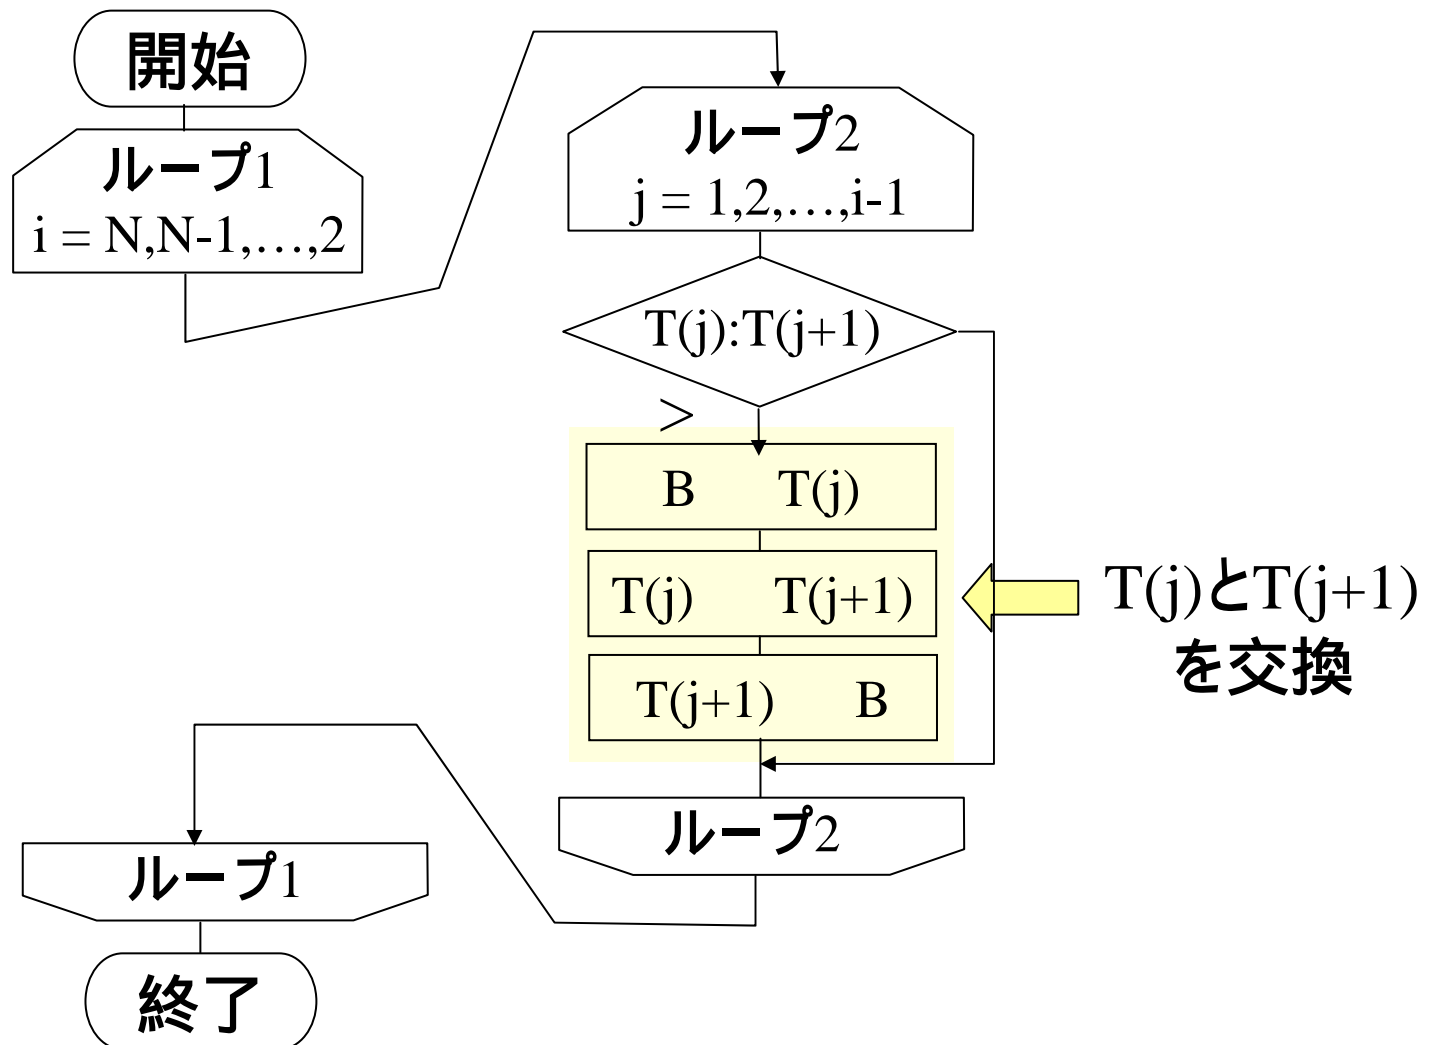 開始
ループ1
i = N,N-1,…,2
ループ2
j = 1,2,…,i-1
T(j):T(j+1)
>
B T(j)
T(j) T(j+1)
T(j+1) B
T(j)とT(j+1)
を交換
ループ2
ループ1
終了